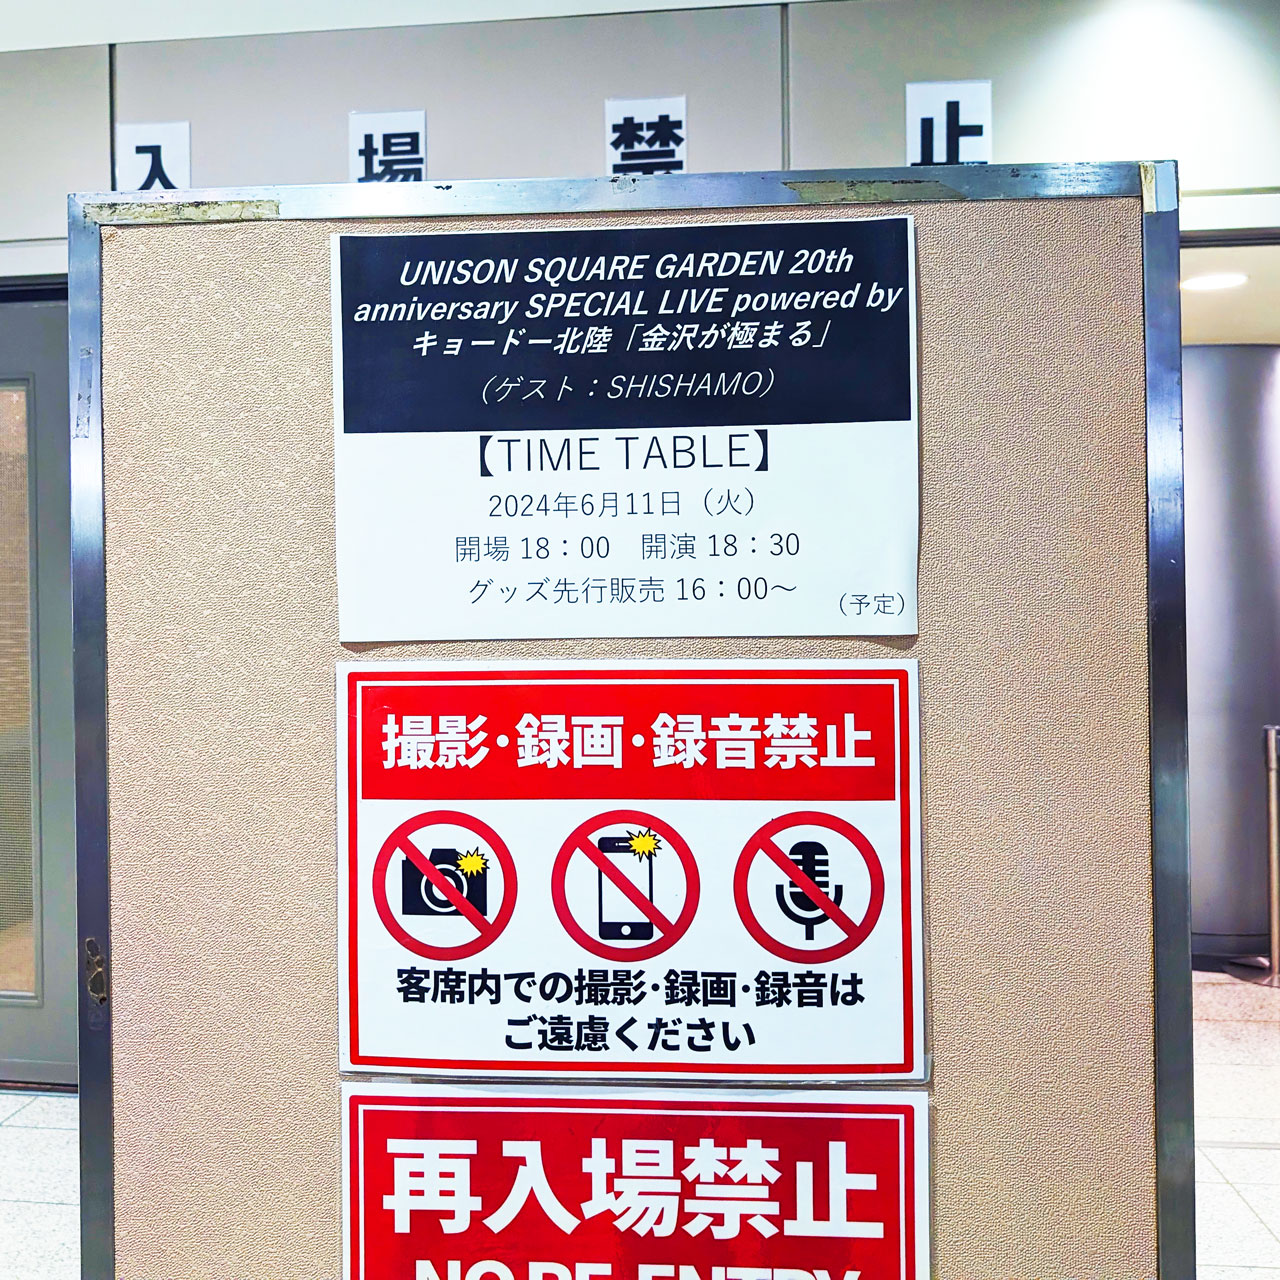 入場禁止
UNISON SQUARE GARDEN 20th
anniversary SPECIAL LIVE powered by
キョードー北陸「金沢が極まる」
（ゲスト：SHISHAMO）
【TIME TABLE】
2024年6月11日（火）
開場 18：00　開演 18：30
グッズ先行販売 16：00～
（予定）
撮影・録画・録音禁止
客席内での撮影・録画・録音は
ご遠慮ください
再入場禁止
NO RE-ENTRY